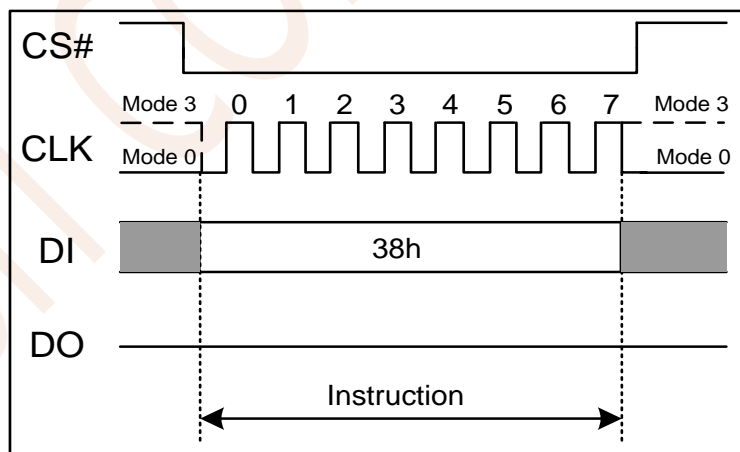 CS#
Mode 3 0 1 2 3 4 5 6 7 Mode 3
CLK
Mode 0 Mode 0
DI 38h
DO
Instruction